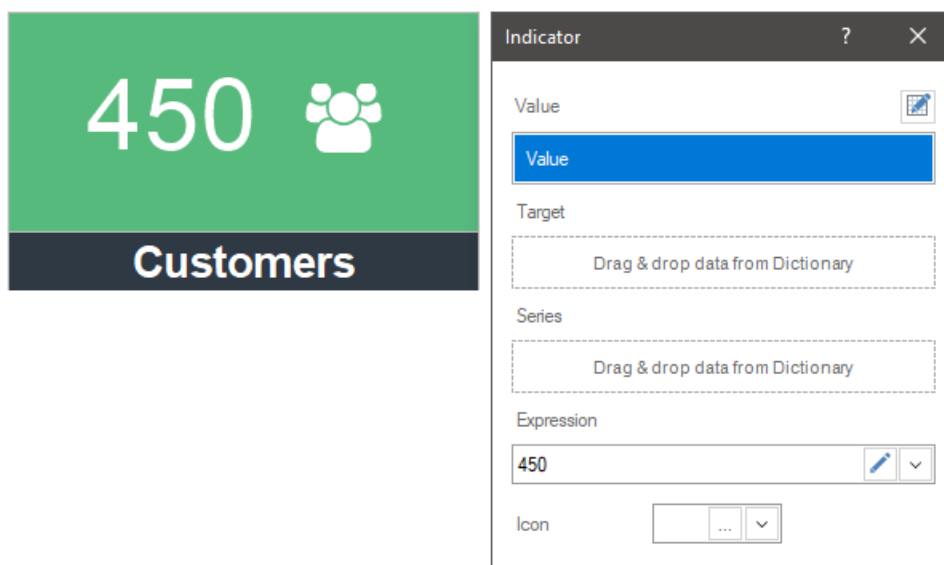 450
Customers
Indicator ? ×
Value
Value
Target
Drag & drop data from Dictionary
Series
Drag & drop data from Dictionary
Expression
450
Icon ...